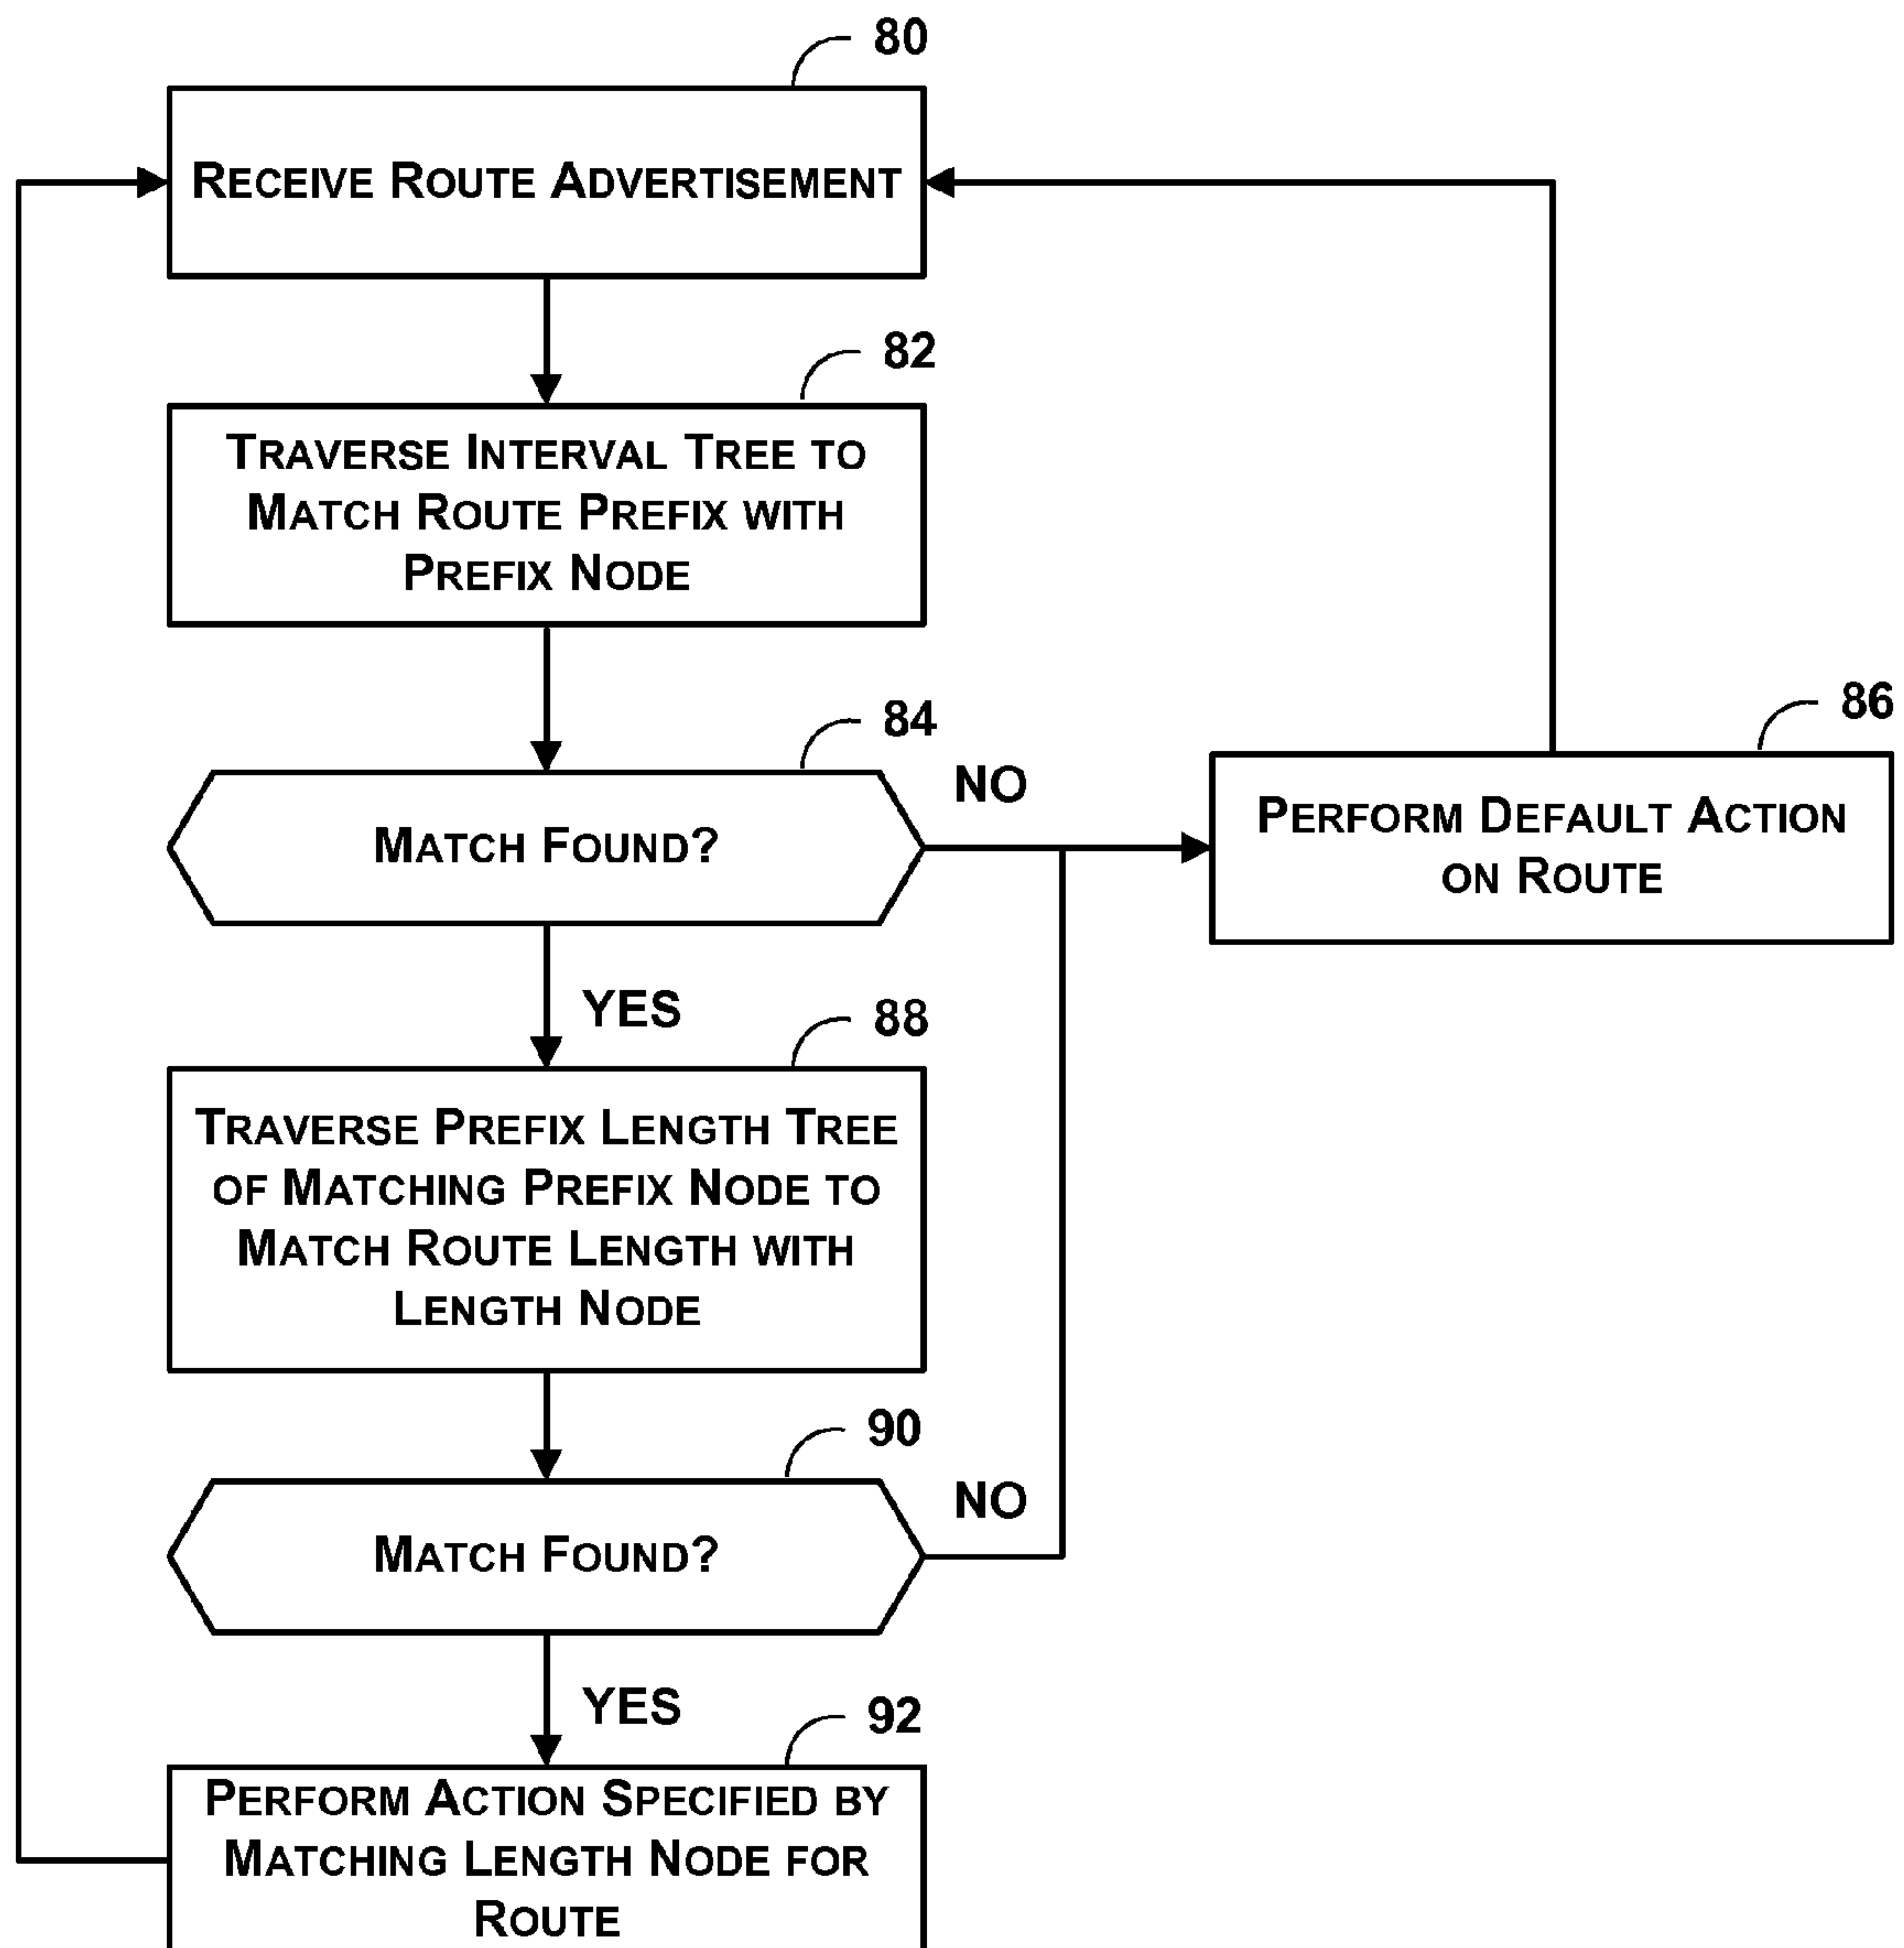 80
RECEIVE ROUTE ADVERTISEMENT
82
TRAVERSE INTERVAL TREE TO
MATCH ROUTE PREFIX WITH
PREFIX NODE
84
MATCH FOUND?
NO
86
PERFORM DEFAULT ACTION
ON ROUTE
YES
88
TRAVERSE PREFIX LENGTH TREE
OF MATCHING PREFIX NODE TO
MATCH ROUTE LENGTH WITH
LENGTH NODE
90
MATCH FOUND?
NO
YES
92
PERFORM ACTION SPECIFIED BY
MATCHING LENGTH NODE FOR
ROUTE